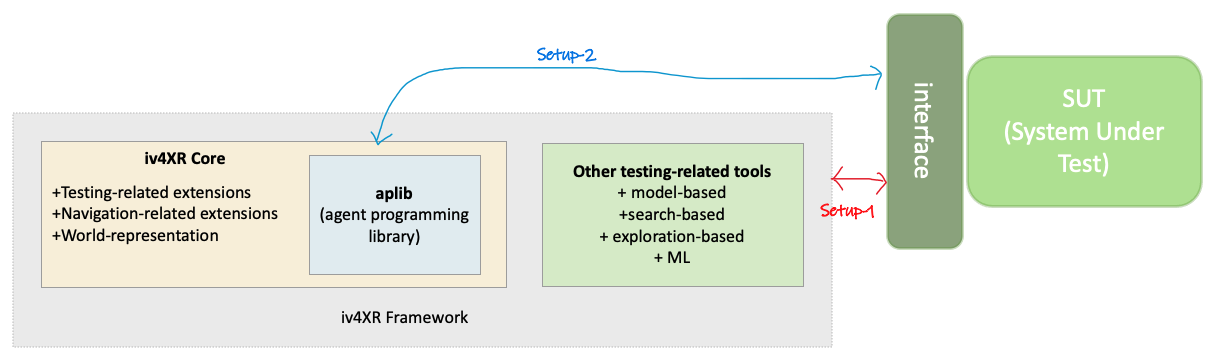 Setup-2
interface
SUT
(System Under
Test)
iv4XR Core
+Testing-related extensions
+Navigation-related extensions
+World-representation
aplib
(agent programming
library)
Other testing-related tools
+ model-based
+search-based
+ exploration-based
+ ML
Setup-1
iv4XR Framework